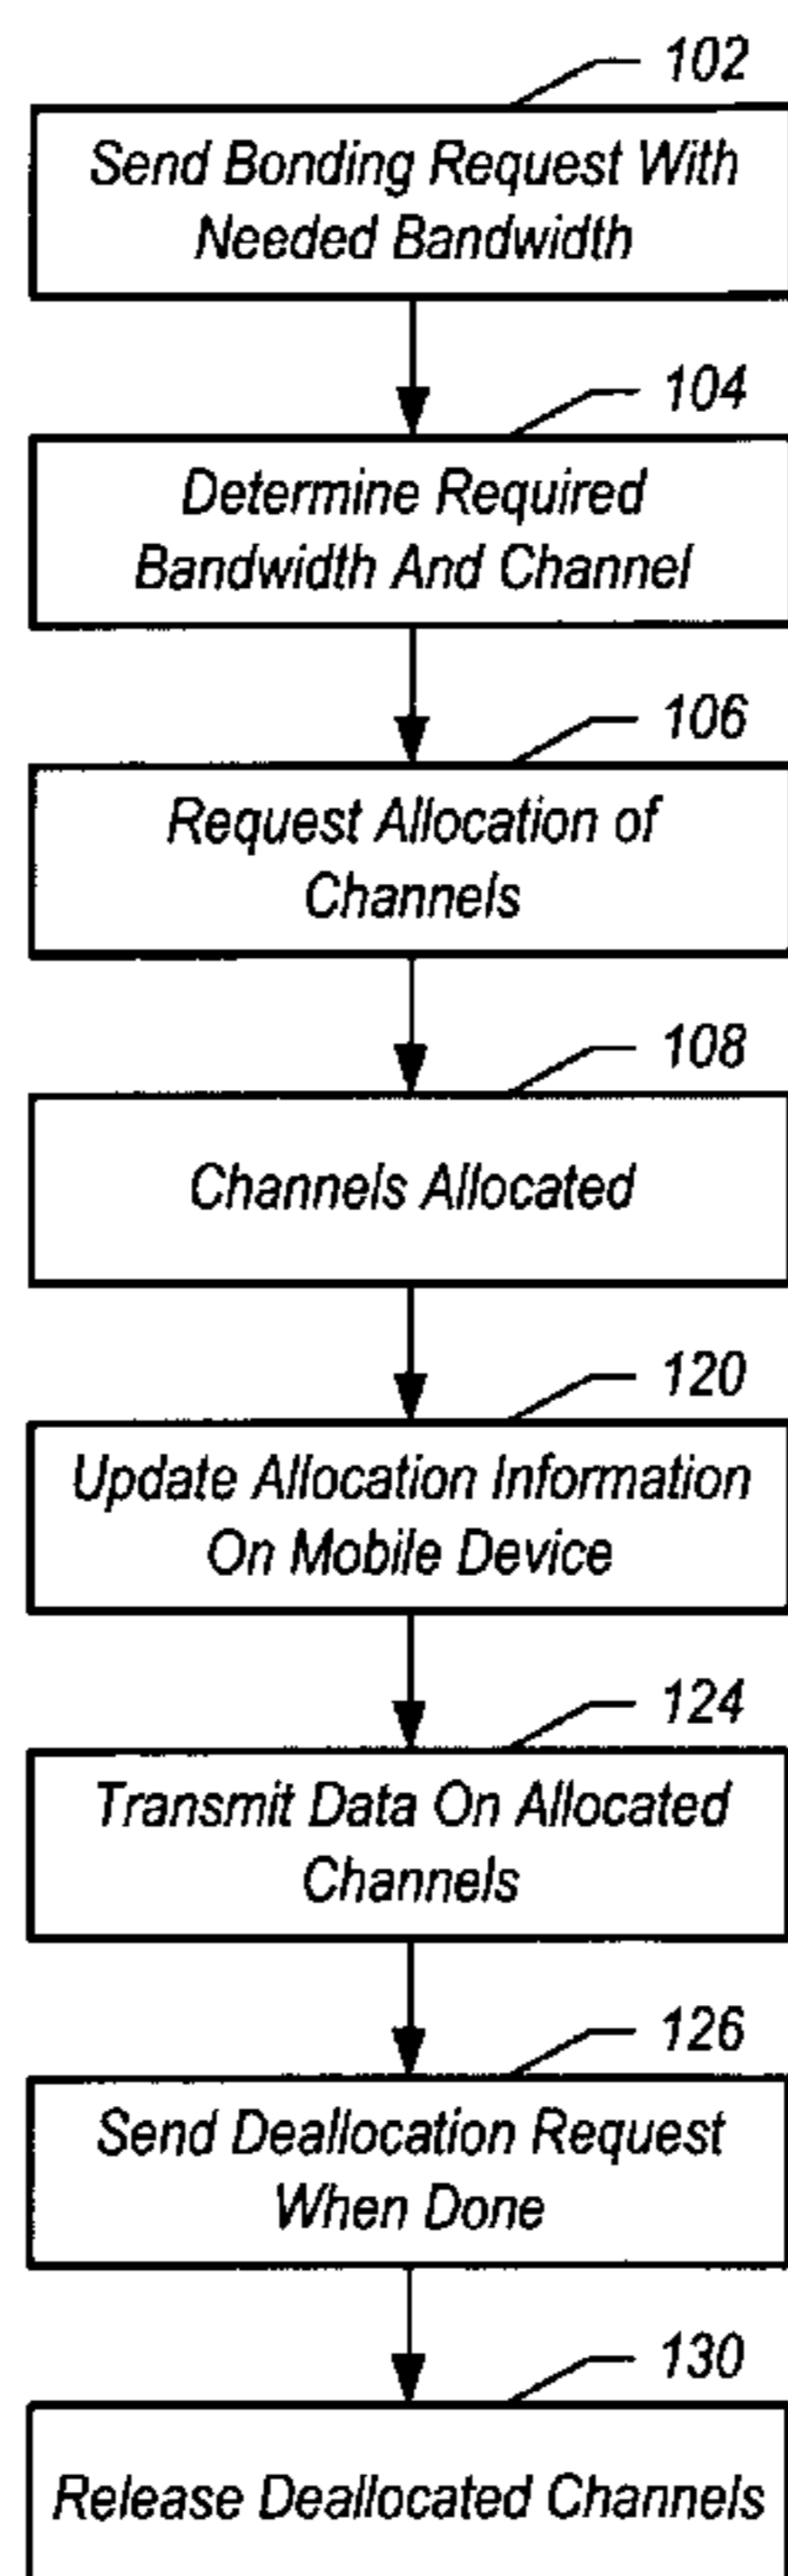 102
Send Bonding Request With
Needed Bandwidth
104
Determine Required
Bandwidth And Channel
106
Request Allocation of
Channels
108
Channels Allocated
120
Update Allocation Information
On Mobile Device
124
Transmit Data On Allocated
Channels
126
Send Deallocation Request
When Done
130
Release Deallocated Channels